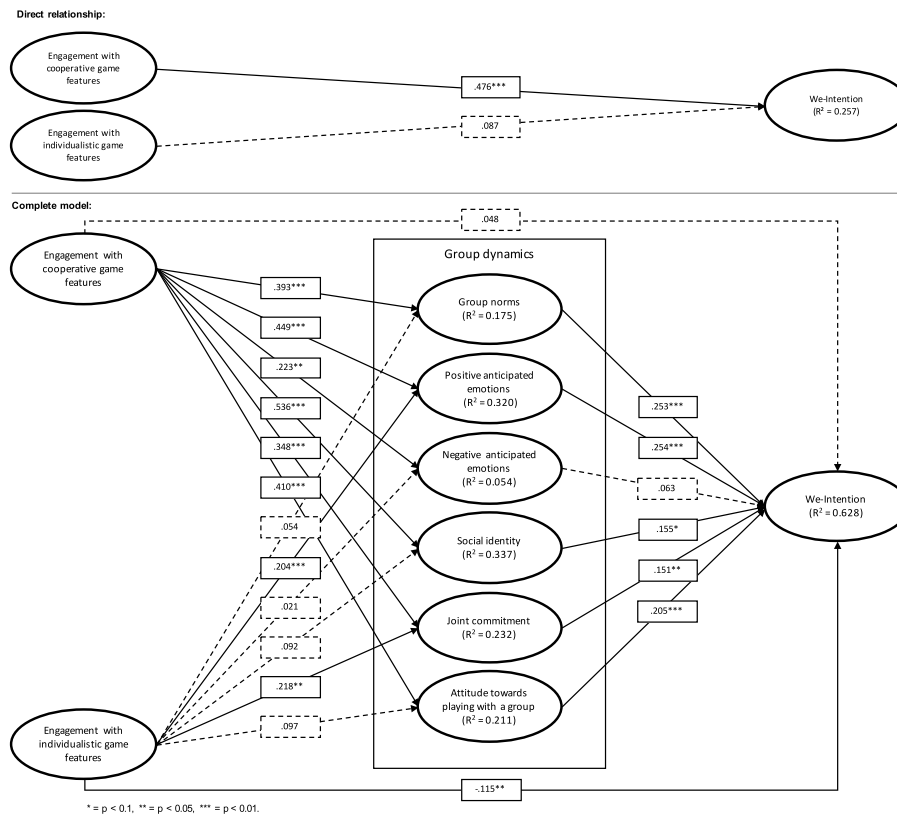 Direct relationship:
Engagement with
cooperative game
features
.476***
We-Intention
(R² = 0.257)
Engagement with
individualistic game
features
.087
Complete model:
.048
Engagement with
cooperative game
features
Group dynamics
.393***
Group norms
(R² = 0.175)
.449***
.223**
Positive anticipated
emotions
(R² = 0.320)
.536***
.253***
.348***
.254***
Negative anticipated
emotions
(R² = 0.054)
.410***
.063
We-Intention
(R² = 0.628)
.054
.155*
Social identity
(R² = 0.337)
.204***
.151**
.021
.205***
Joint commitment
(R² = 0.232)
.092
.218**
Attitude towards
playing with a group
(R² = 0.211)
.097
Engagement with
individualistic game
features
-.115**
* = p < 0.1, ** = p < 0.05, *** = p < 0.01.